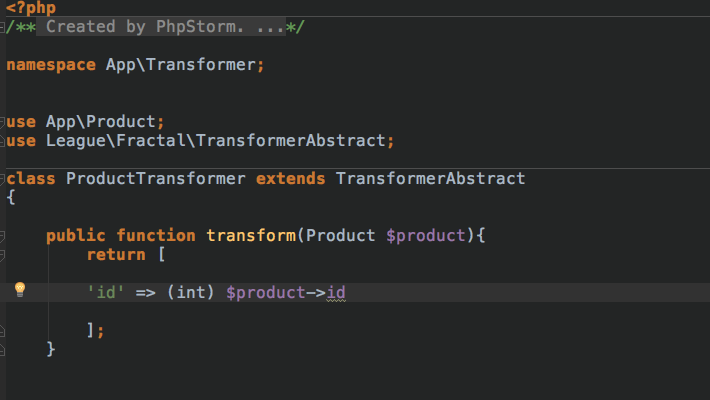 <?php
/** Created by PhpStorm. ...*/
namespace App\Transformer;
use App\Product;
use League\Fractal\TransformerAbstract;
class ProductTransformer extends TransformerAbstract
{
public function transform(Product $product){
return [
'id' => (int) $product->id
];
}